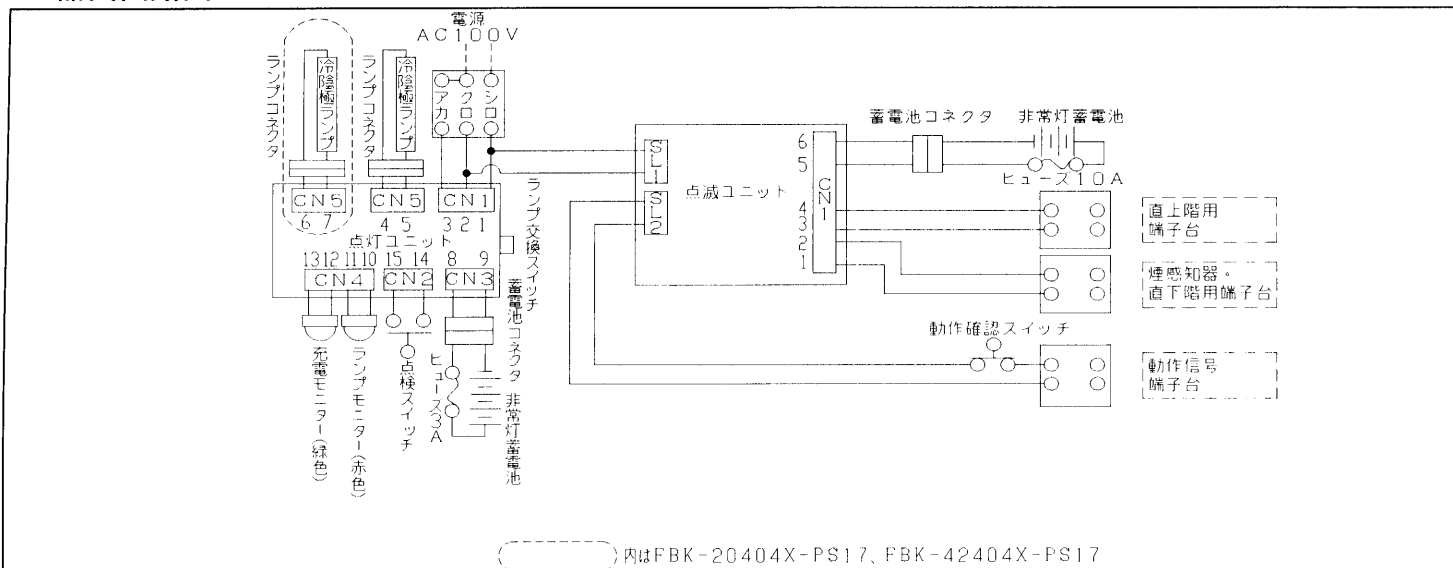 電源
AC100V
ランプコネクタ
冷陰極ランプ
ランプコネクタ
冷陰極ランプ
アカ
クロ
シロ
CN5
CN5
CN1
6 7
4 5
3 2 1
点灯ユニット
ランプ交換スイッチ
13 12 11 10
15 14
8 9
CN4
CN2
CN3
充電モニター(緑色)
ランプモニター(赤色)
点検スイッチ
ヒューズ3A
蓄電池コネクタ
非常灯蓄電池
SL1
SL2
点滅ユニット
CN1
6
5
4
3
2
1
蓄電池コネクタ
非常灯蓄電池
ヒューズ10A
直上階用
端子台
煙感知器・
直下階用端子台
動作確認スイッチ
動作信号
端子台
内はFBK-20404X-PS17、FBK-42404X-PS17